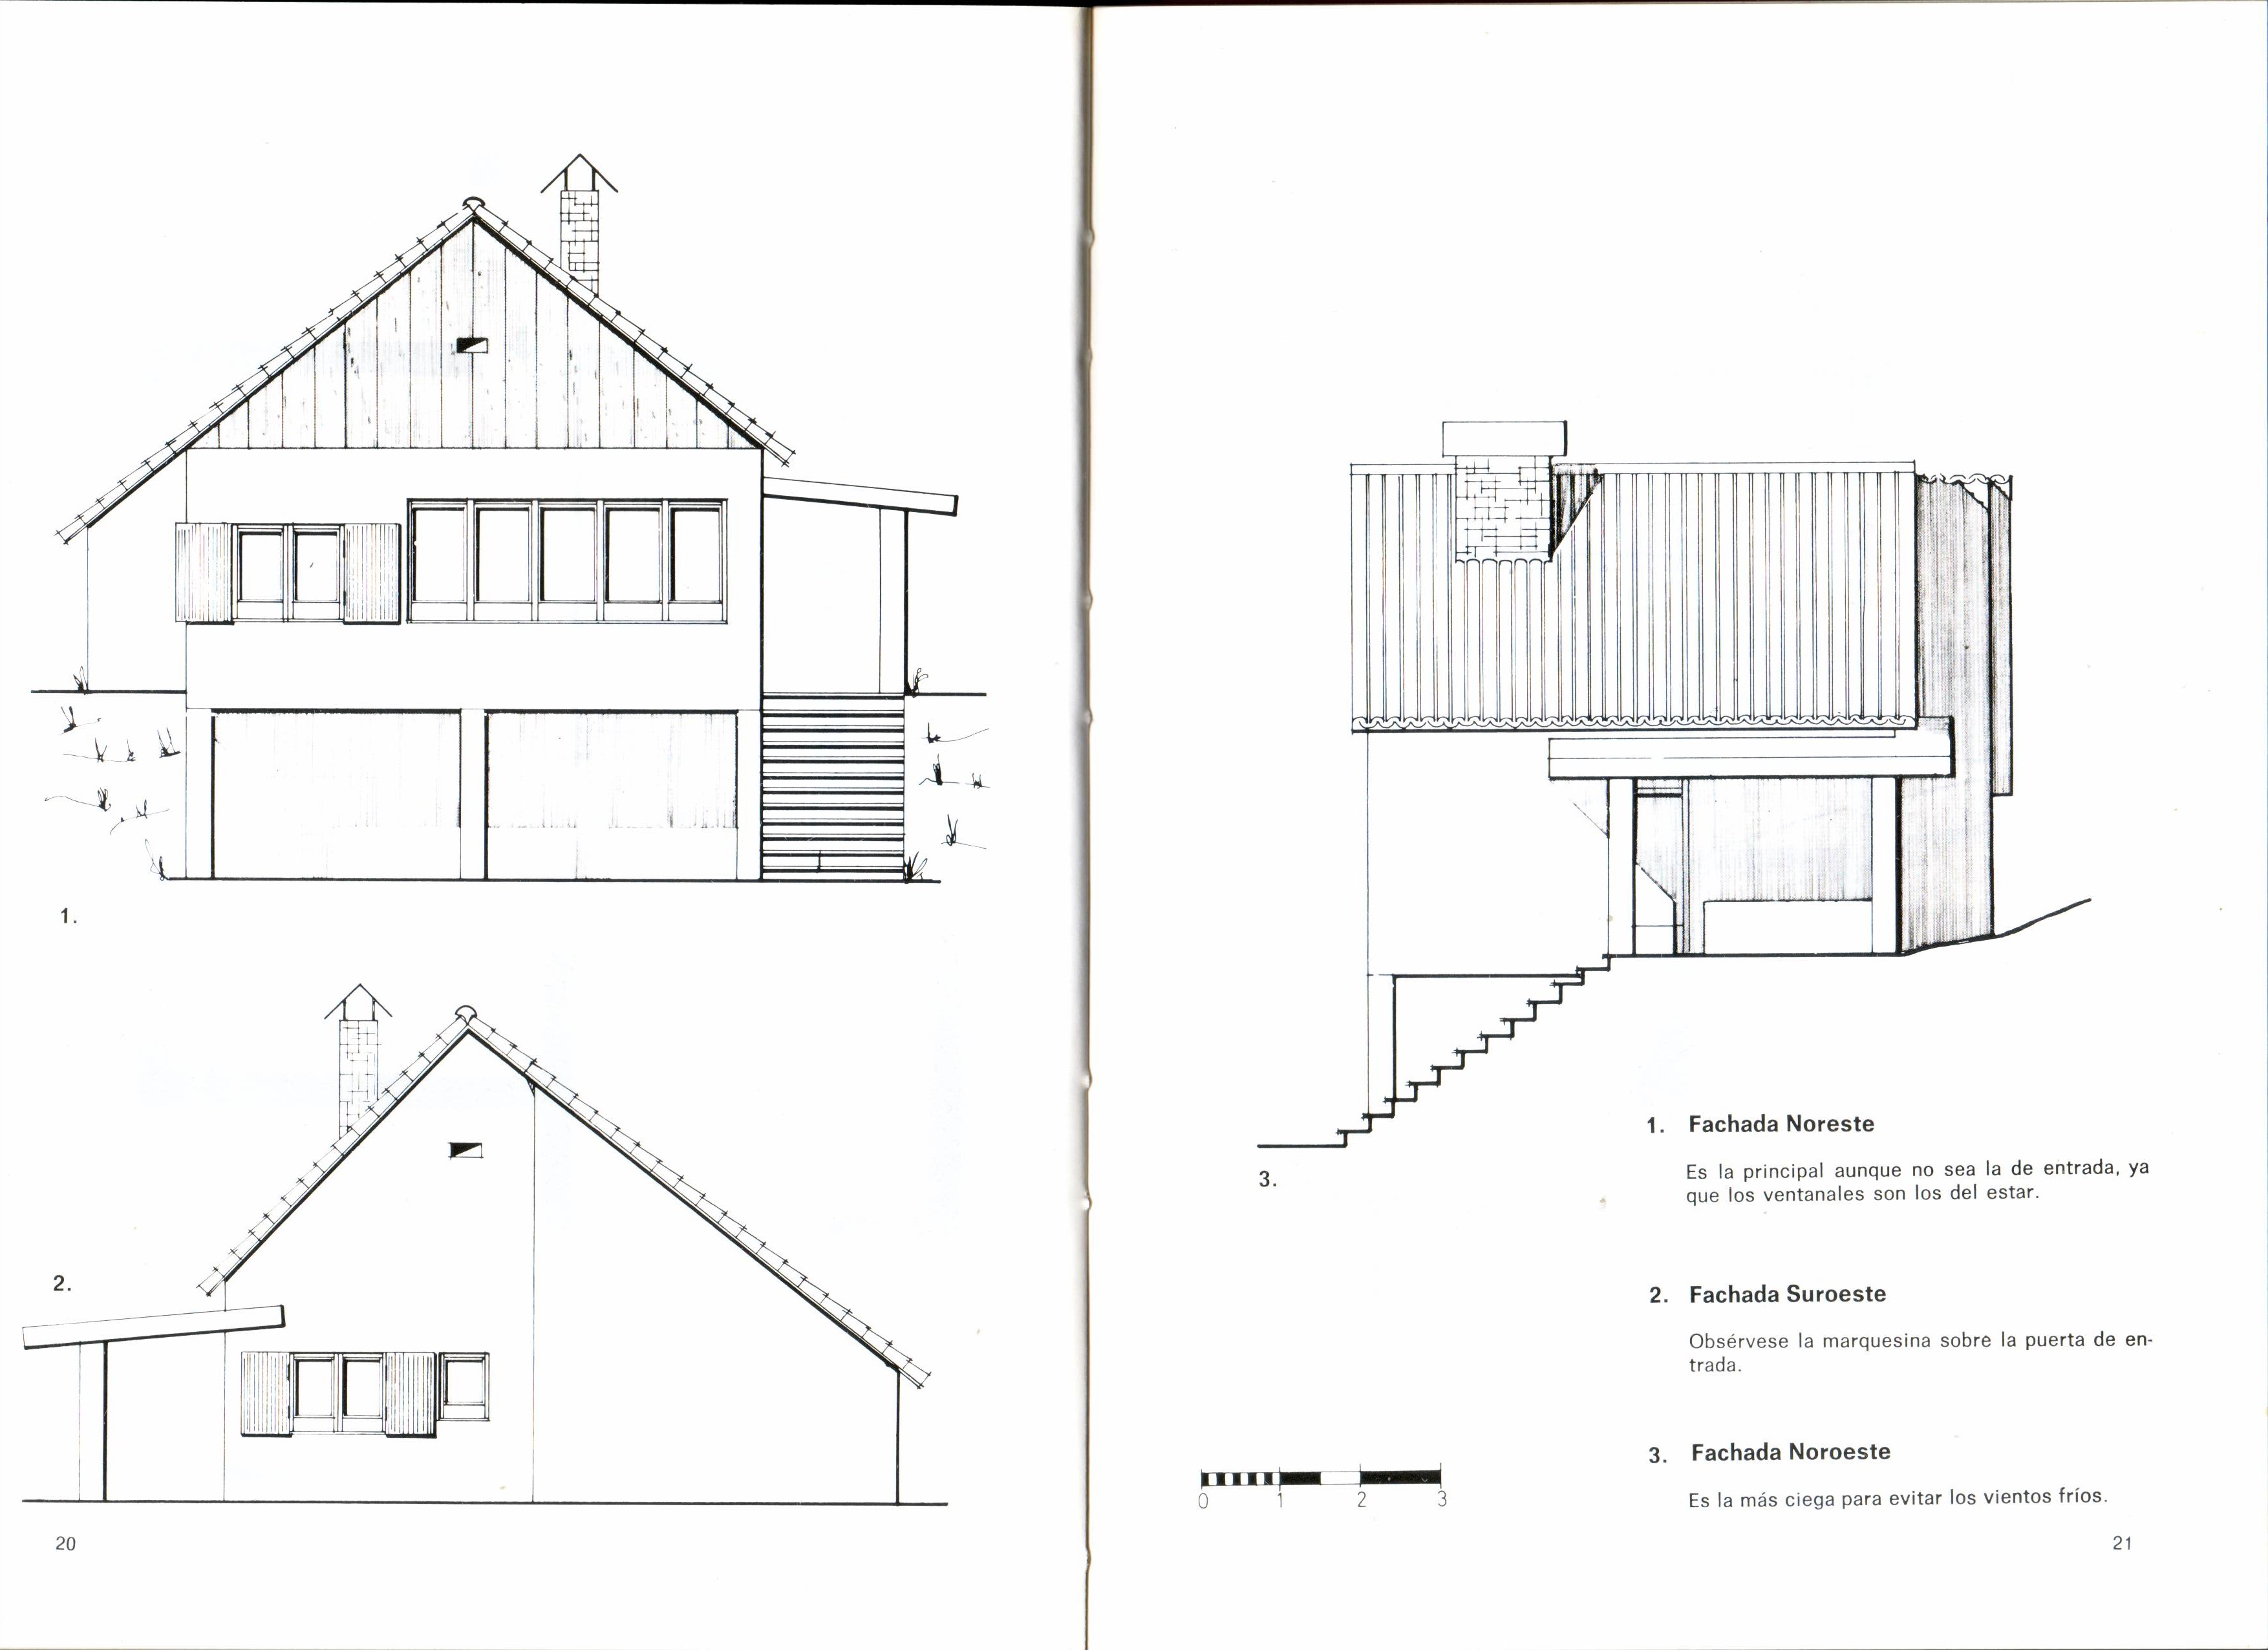 1.
2.
20
3.
1. Fachada Noreste
Es la principal aunque no sea la de entrada, ya
que los ventanales son los del estar.
2. Fachada Suroeste
Obsérvese la marquesina sobre la puerta de en-
trada.
3. Fachada Noroeste
Es la más ciega para evitar los vientos fríos.
0 1 2 3
21